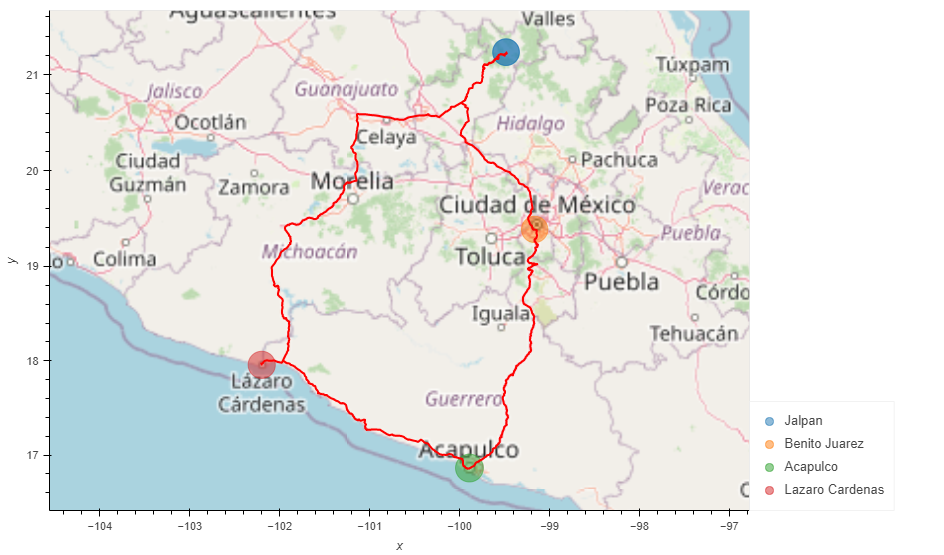 Aguascalientes
Valles
21
Túxpam
Jalisco
Guanajuato
Poza Rica
Ocotlán
Hidalgo
Celaya
Ciudad
Guzmán
Pachuca
20
Zamora
Morelia
Verac
Ciudad de México
Puebla
Michoacán
o
Colima
Toluca
y
19
Puebla
Córdo
Iguala
Tehuacán
18
Lázaro
Cárdenas
Guerrero
Jalpan
Acapulco
Benito Juarez
17
Acapulco
Lazaro Cardenas
C
−104
−103
−102
−101
−100
−99
−98
−97
x